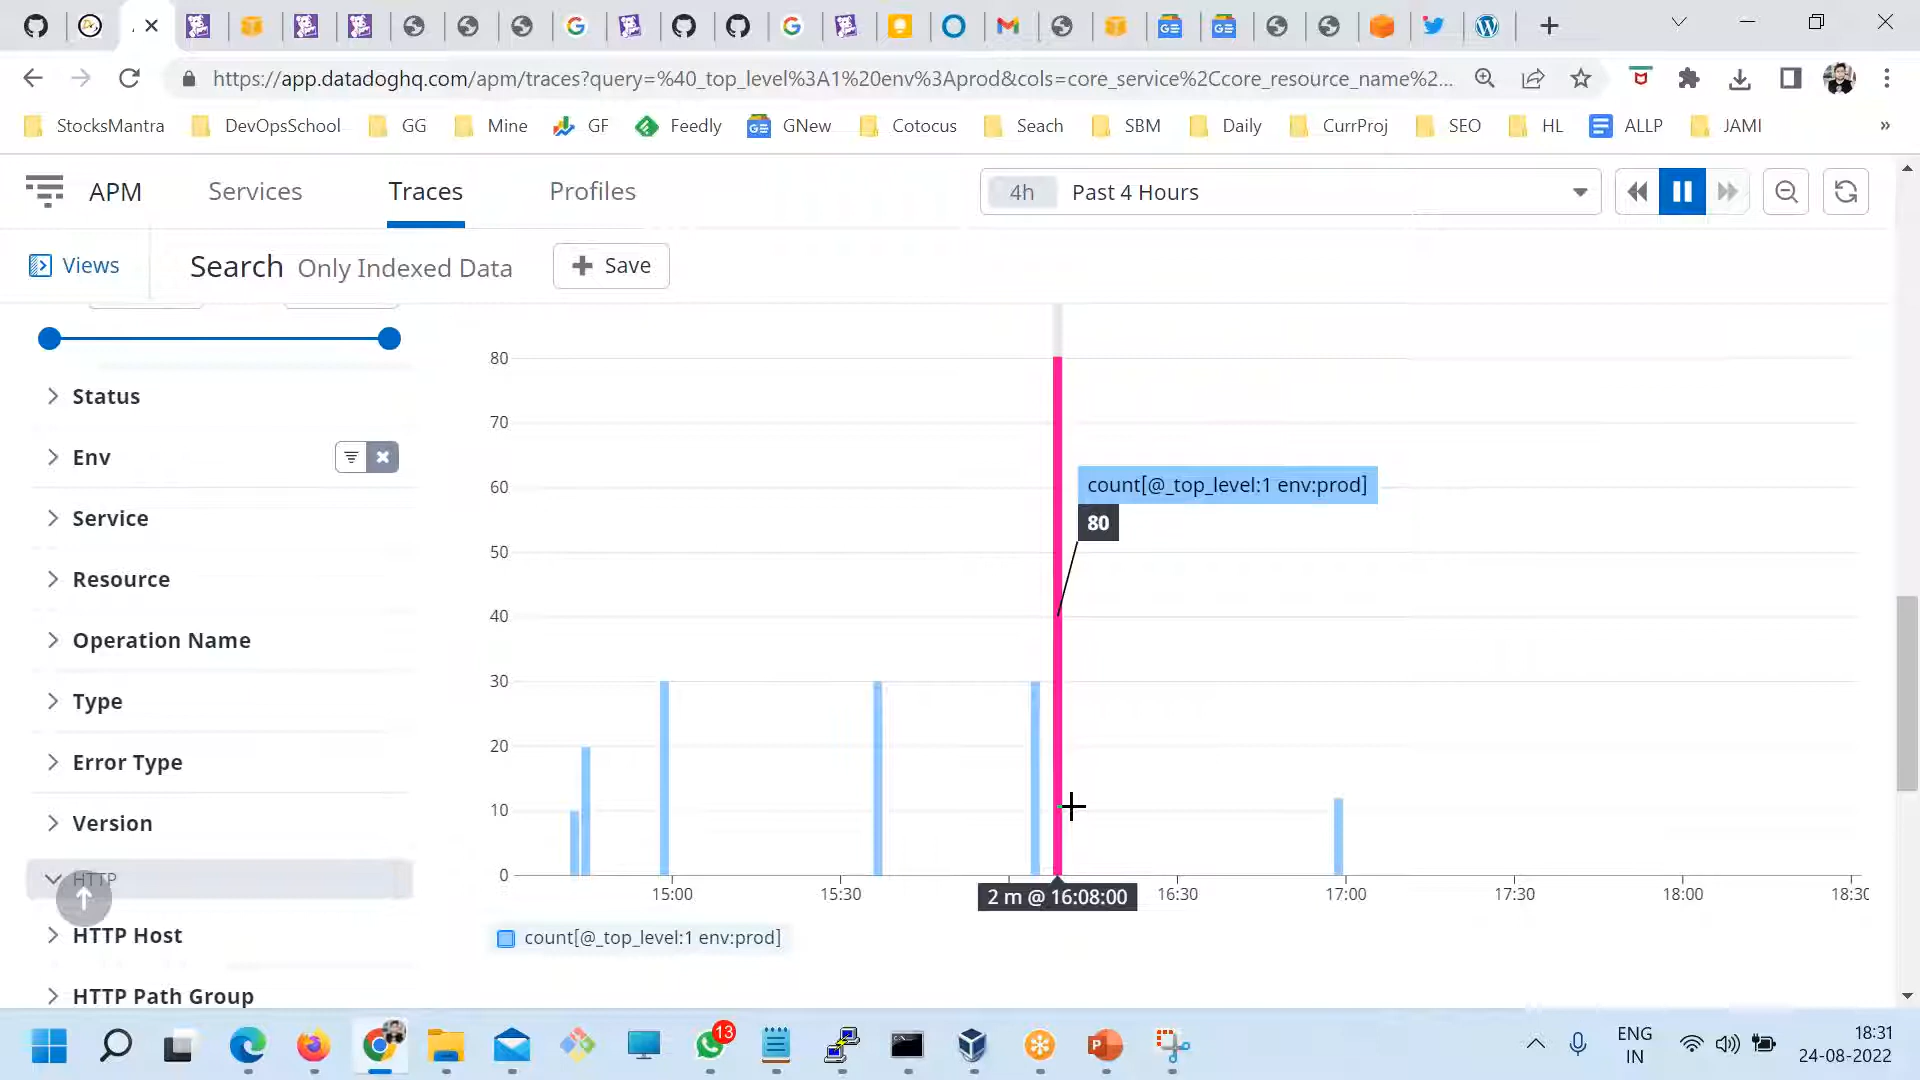 https://app.datadoghq.com/apm/traces?query=%40_top_level%3A1%20env%3Aprod&cols=core_service%2Ccore_resource_name%2...
StocksMantra DevOpsSchool GG Mine GF Feedly GNew Cotocus Seach SBM Daily CurrProj SEO HL ALLP JAMI »
APM Services Traces Profiles 4h Past 4 Hours
Views Search Only Indexed Data + Save
Status
Env
Service
Resource
Operation Name
Type
Error Type
Version
HTTP
HTTP Host
HTTP Path Group
80
70
60
50
40
30
20
10
0
count[@_top_level:1 env:prod]
80
15:00 15:30 2 m @ 16:08:00 16:30 17:00 17:30 18:00 18:30
count[@_top_level:1 env:prod]
13
ENG
IN
18:31
24-08-2022